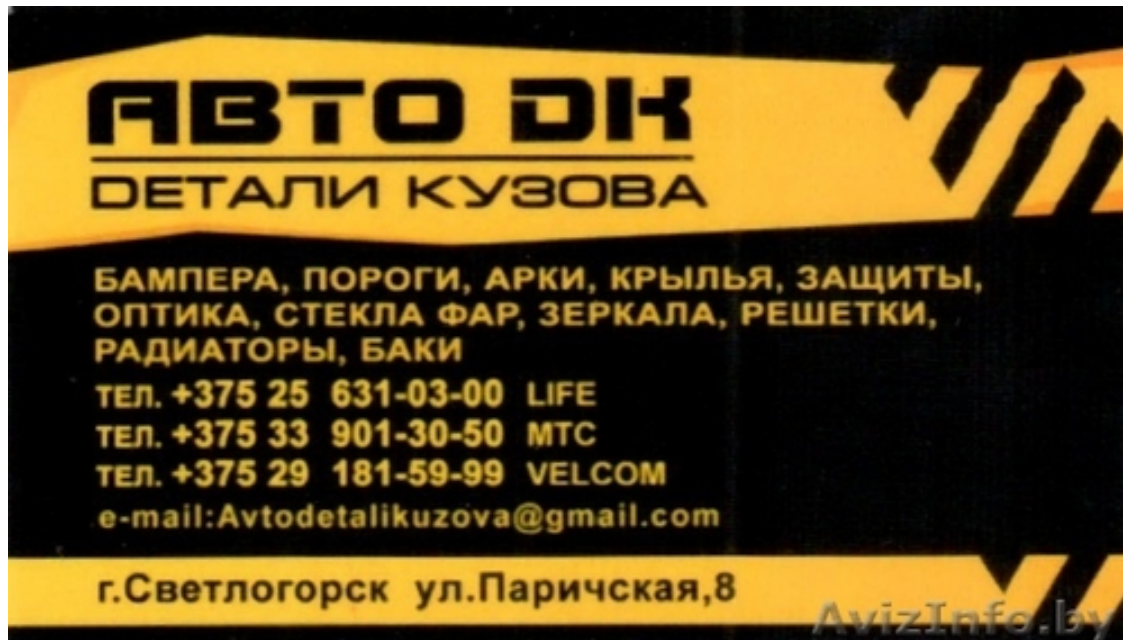 АВТО DК
DЕТАЛИ КУЗОВА
БАМПЕРА, ПОРОГИ, АРКИ, КРЫЛЬЯ, ЗАЩИТЫ,
ОПТИКА, СТЕКЛА ФАР, ЗЕРКАЛА, РЕШЕТКИ,
РАДИАТОРЫ, БАКИ
ТЕЛ. +375 25 631-03-00 LIFE
ТЕЛ. +375 33 901-30-50 МТС
ТЕЛ. +375 29 181-59-99 VELCOM
e-mail:Avtodetalikuzova@gmail.com
г.Светлогорск ул.Паричская,8
AvizInfo.by